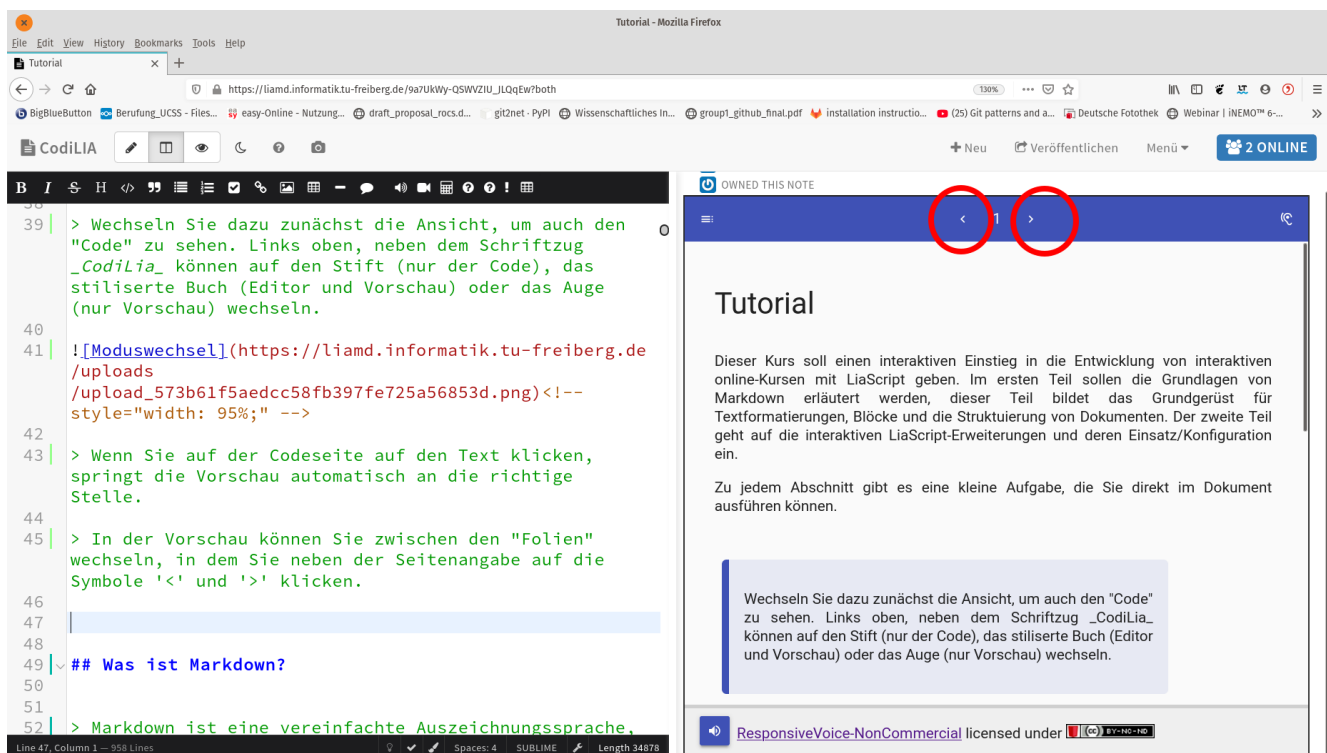 Tutorial - Mozilla Firefox
File Edit View History Bookmarks Tools Help
Tutorial × +
https://liamd.informatik.tu-freiberg.de/9a7UkWy-QSWVZIU_JLQqEw?both 130%
BigBlueButton Berufung_UCSS - Files... easy-Online - Nutzung... draft_proposal_rocs.d... git2net · PyPI Wissenschaftliches In... group1_github_final.pdf installation instructio... (25) Git patterns and a... Deutsche Fotothek Webinar | iNEMO™ 6-...
CodiLIA + Neu Veröffentlichen Menü 2 ONLINE
B I S H </>
38
39 > Wechseln Sie dazu zunächst die Ansicht, um auch den
"Code" zu sehen. Links oben, neben dem Schriftzug
_CodiLia_ können auf den Stift (nur der Code), das
stiliserte Buch (Editor und Vorschau) oder das Auge
(nur Vorschau) wechseln.
40
41 ![Moduswechsel](https://liamd.informatik.tu-freiberg.de
/uploads
/upload_573b61f5aedcc58fb397fe725a56853d.png)<!--
style="width: 95%;" -->
42
43 > Wenn Sie auf der Codeseite auf den Text klicken,
springt die Vorschau automatisch an die richtige
Stelle.
44
45 > In der Vorschau können Sie zwischen den "Folien"
wechseln, in dem Sie neben der Seitenangabe auf die
Symbole '<' und '>' klicken.
46
47
48
49 ## Was ist Markdown?
50
51
52 > Markdown ist eine vereinfachte Auszeichnungssprache,
Line 47, Column 1 — 958 Lines Spaces: 4 SUBLIME Length 34878
OWNED THIS NOTE
< 1 >
Tutorial
Dieser Kurs soll einen interaktiven Einstieg in die Entwicklung von interaktiven
online-Kursen mit LiaScript geben. Im ersten Teil sollen die Grundlagen von
Markdown erläutert werden, dieser Teil bildet das Grundgerüst für
Textformatierungen, Blöcke und die Struktuierung von Dokumenten. Der zweite Teil
geht auf die interaktiven LiaScript-Erweiterungen und deren Einsatz/Konfiguration
ein.
Zu jedem Abschnitt gibt es eine kleine Aufgabe, die Sie direkt im Dokument
ausführen können.
Wechseln Sie dazu zunächst die Ansicht, um auch den "Code"
zu sehen. Links oben, neben dem Schriftzug _CodiLia_
können auf den Stift (nur der Code), das stiliserte Buch (Editor
und Vorschau) oder das Auge (nur Vorschau) wechseln.
ResponsiveVoice-NonCommercial licensed under cc BY-NC-ND